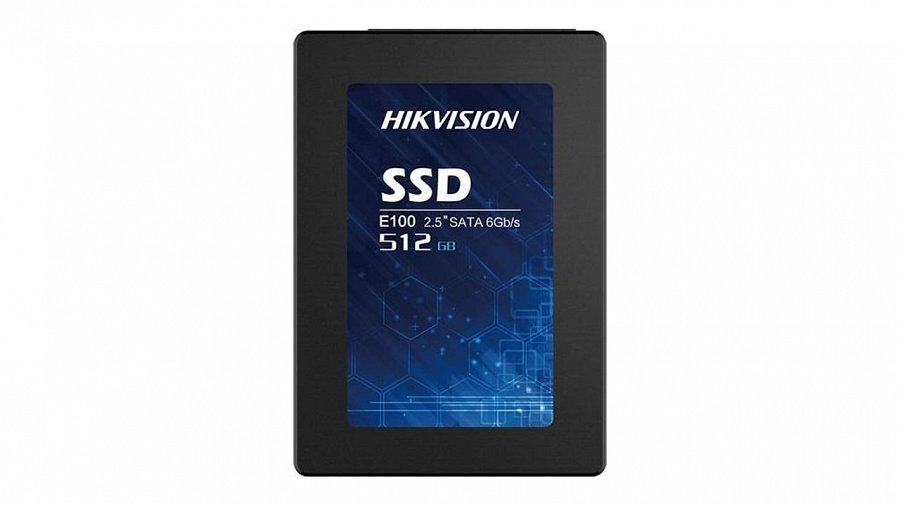 HIKVISION
SSD
E100 2.5" SATA 6Gb/s
512 GB